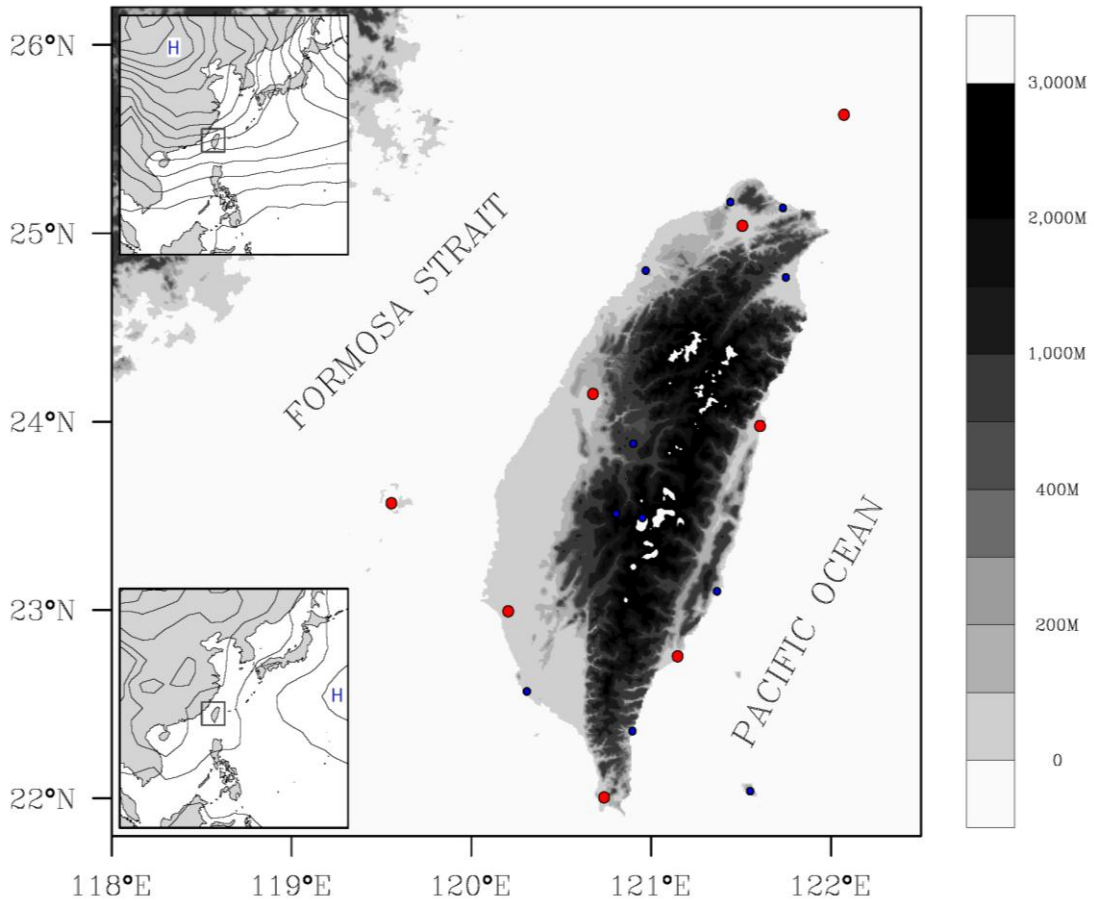 26°N
25°N
24°N
23°N
22°N
118°E
119°E
120°E
121°E
122°E
H
H
FORMOSA STRAIT
PACIFIC OCEAN
3,000M
2,000M
1,000M
400M
200M
0